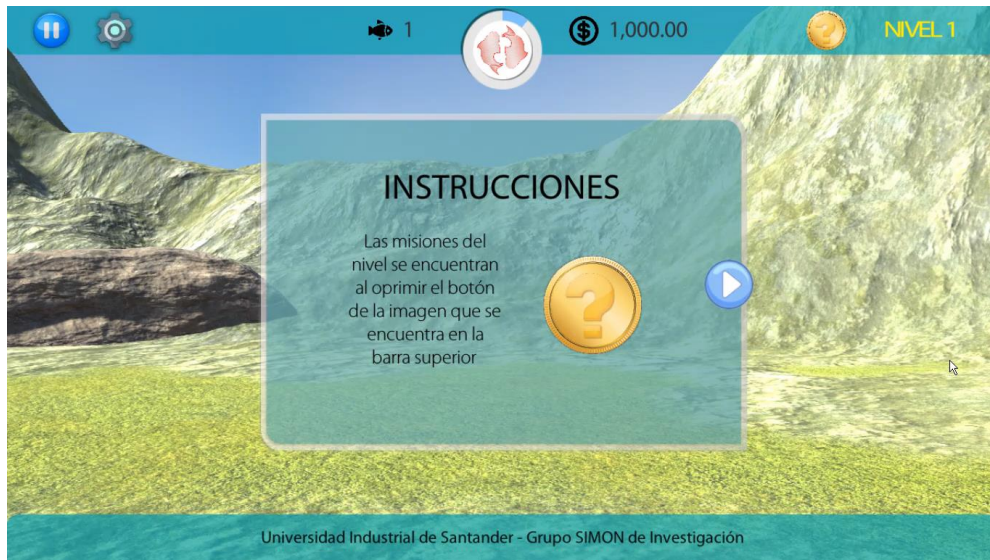 1
1,000.00
NIVEL 1
INSTRUCCIONES
Las misiones del
nivel se encuentran
al oprimir el botón
de la imagen que se
encuentra en la
barra superior
Universidad Industrial de Santander - Grupo SIMON de Investigación